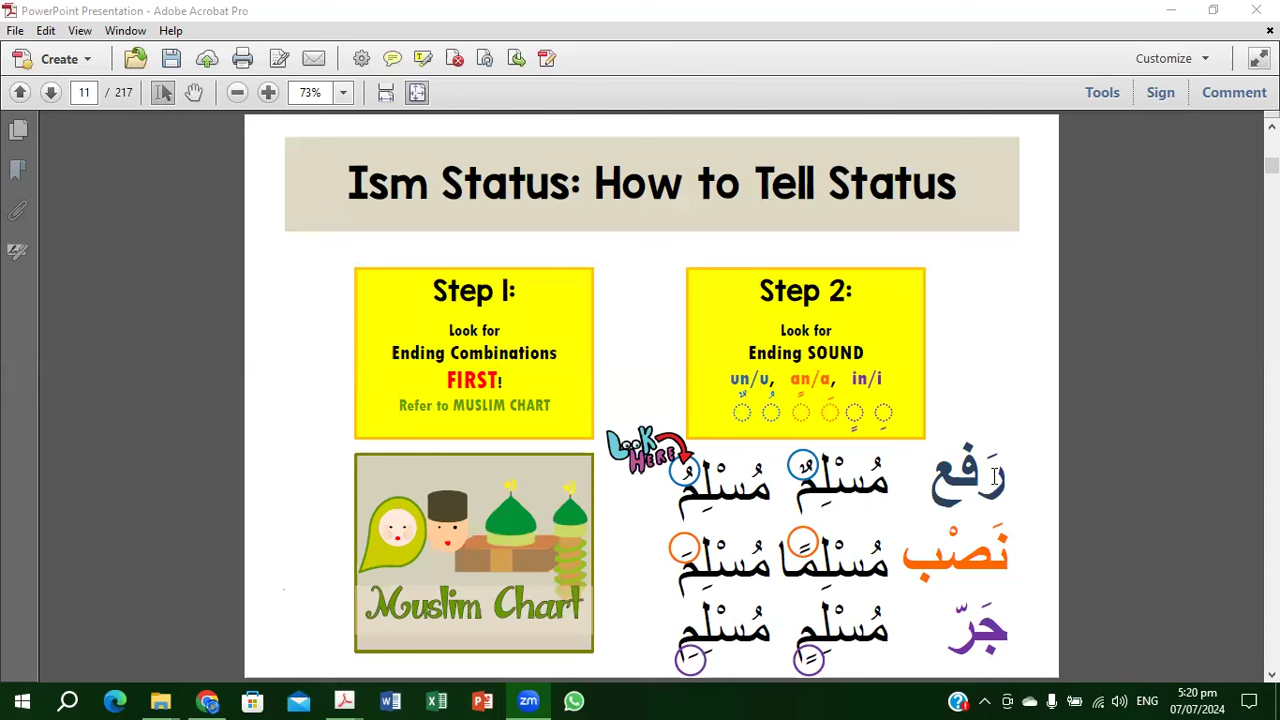 PowerPoint Presentation - Adobe Acrobat Pro
File Edit View Window Help
Create
Customize
11 / 217
73%
Tools Sign Comment
Ism Status: How to Tell Status
Step 1:
Look for
Ending Combinations
FIRST!
Refer to MUSLIM CHART
Step 2:
Look for
Ending SOUND
un/u, an/a, in/i
LOOK
HERE
رَفع مُسْلِمٌ مُسْلِمُ
نَصْب مُسْلِمًا مُسْلِمَ
جَرّ مُسْلِمٍ مُسْلِمِ
Muslim Chart
ENG
5:20 pm
07/07/2024